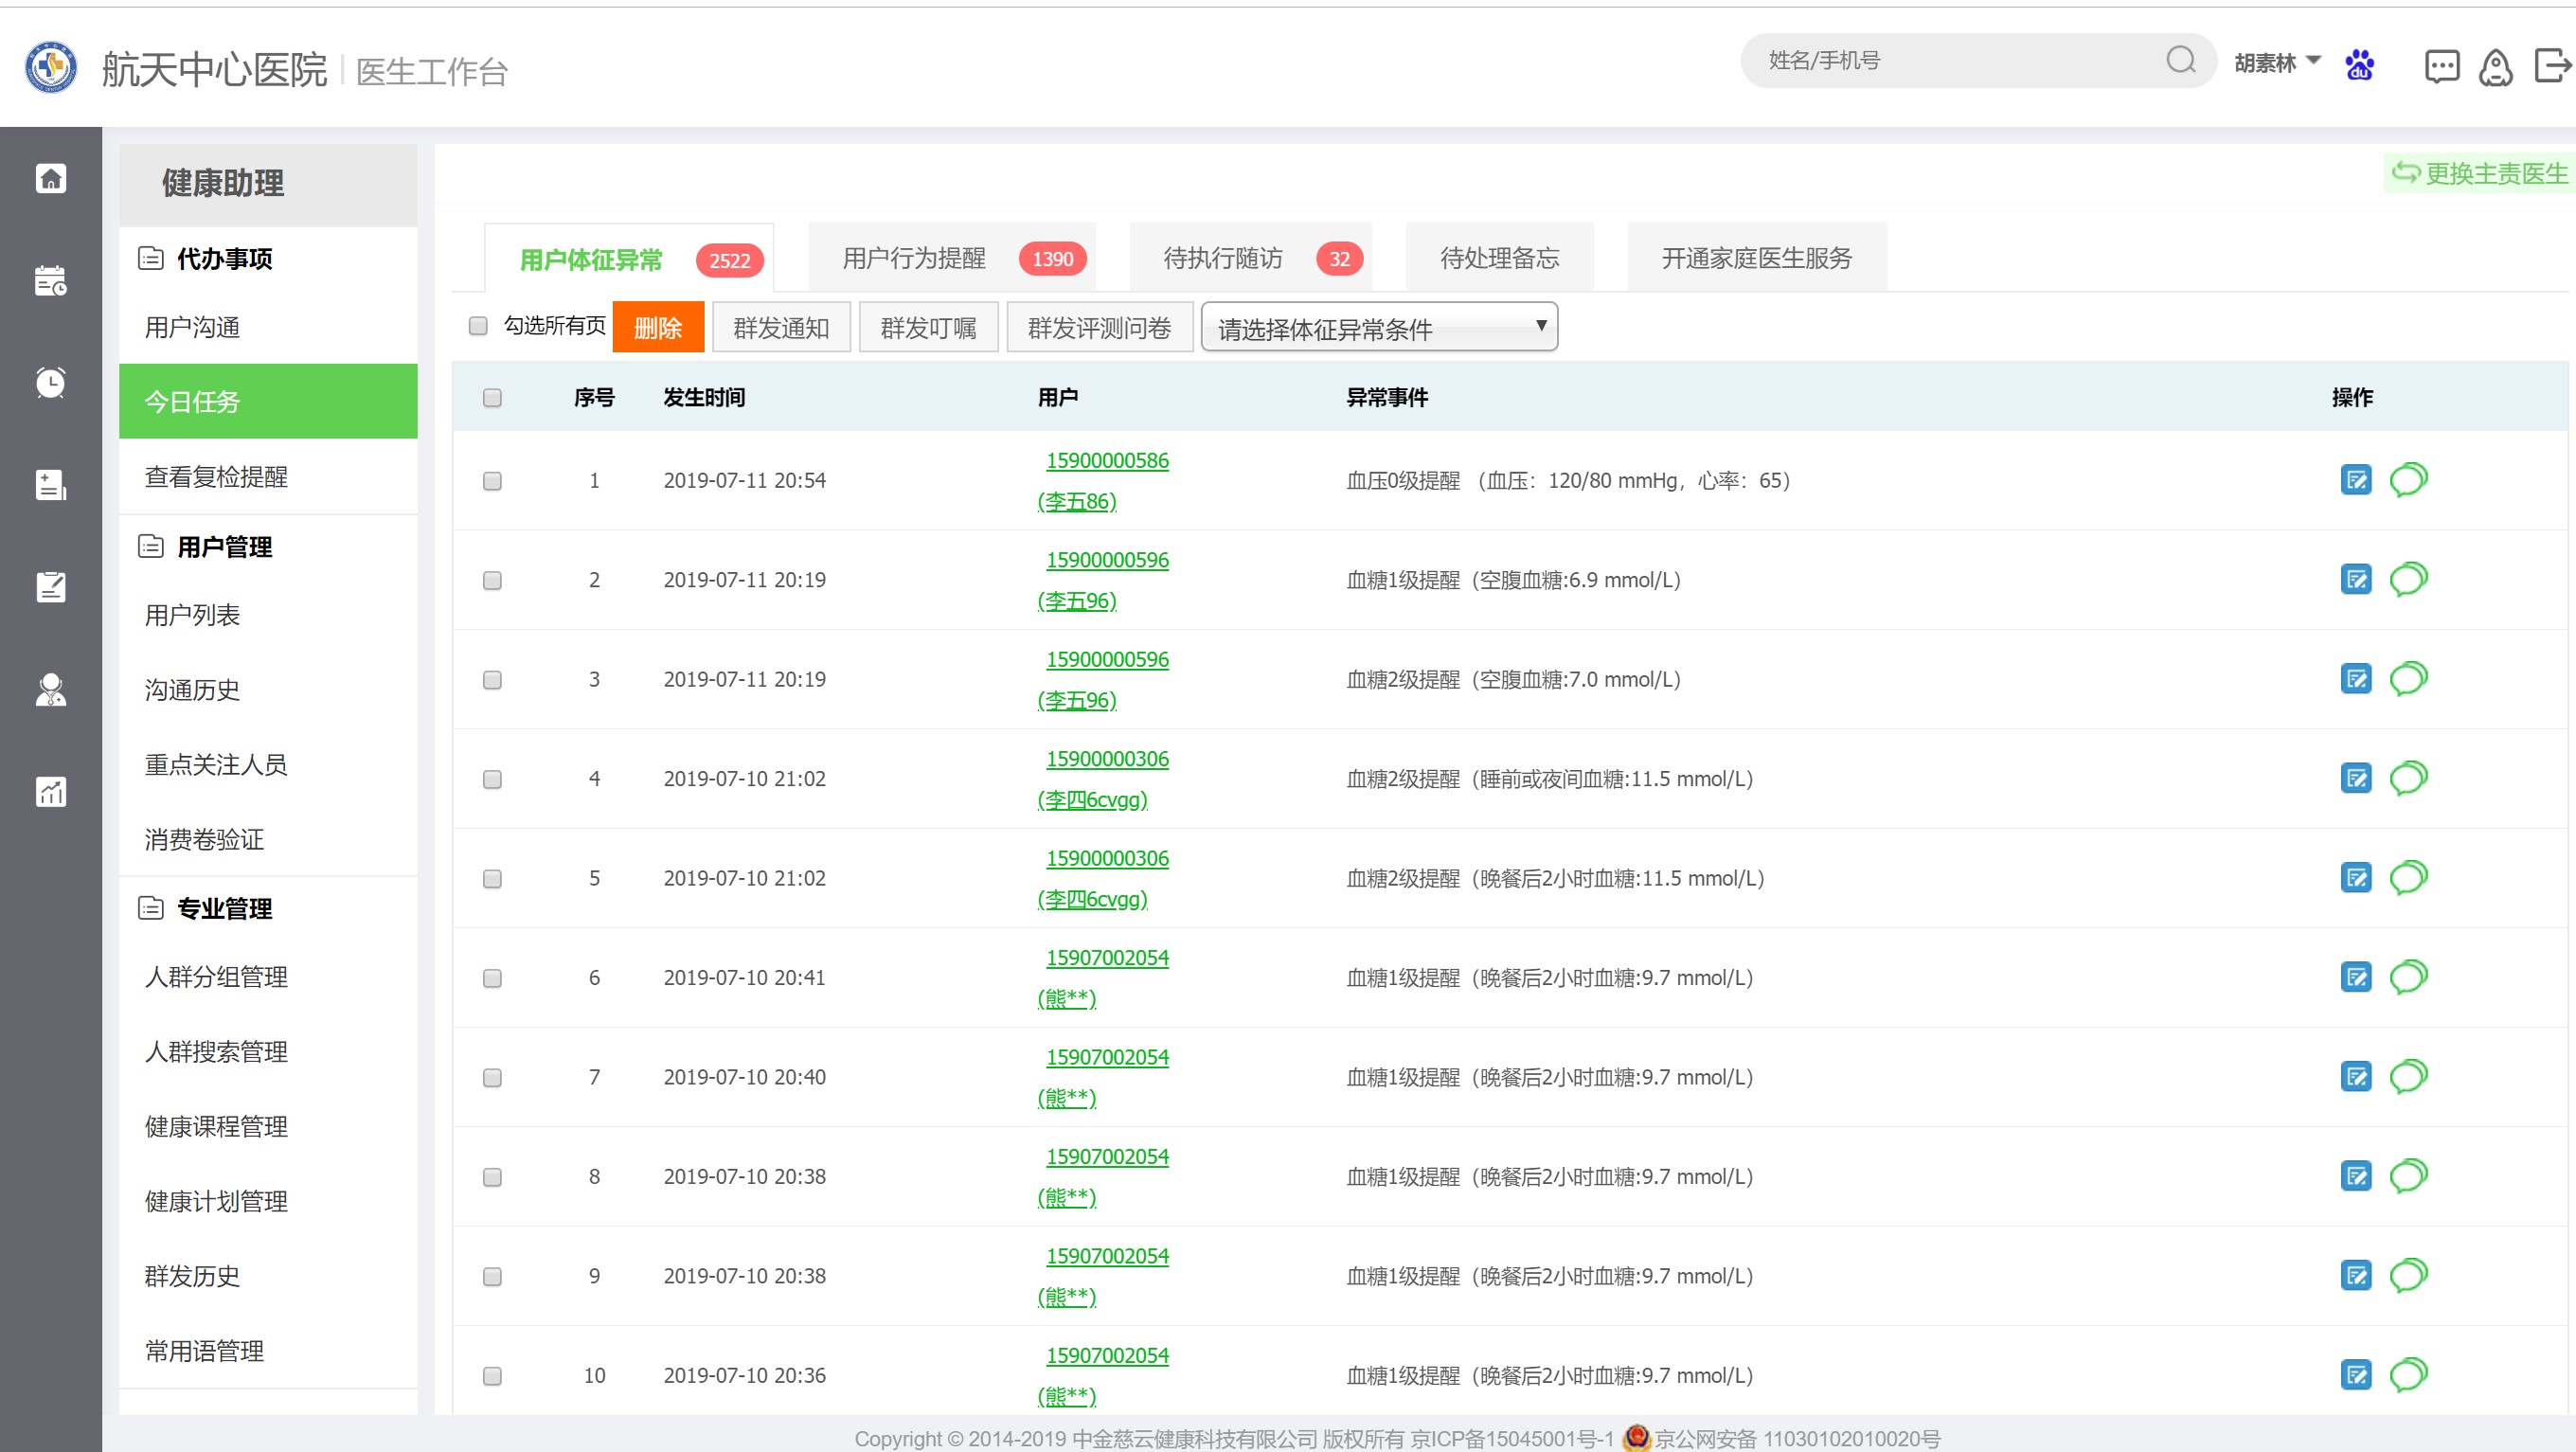 航天中心医院 | 医生工作台
姓名/手机号
胡素林
du
健康助理
代办事项
用户沟通
今日任务
查看复检提醒
用户管理
用户列表
沟通历史
重点关注人员
消费卷验证
专业管理
人群分组管理
人群搜索管理
健康课程管理
健康计划管理
群发历史
常用语管理
更换主责医生
用户体征异常 2522 用户行为提醒 1390 待执行随访 32 待处理备忘 开通家庭医生服务
勾选所有页 删除 群发通知 群发叮嘱 群发评测问卷 请选择体征异常条件
序号 发生时间 用户 异常事件 操作
1 2019-07-11 20:54 15900000586 (李五86) 血压0级提醒 （血压：120/80 mmHg，心率：65）
2 2019-07-11 20:19 15900000596 (李五96) 血糖1级提醒（空腹血糖:6.9 mmol/L）
3 2019-07-11 20:19 15900000596 (李五96) 血糖2级提醒（空腹血糖:7.0 mmol/L）
4 2019-07-10 21:02 15900000306 (李四6cvgg) 血糖2级提醒（睡前或夜间血糖:11.5 mmol/L）
5 2019-07-10 21:02 15900000306 (李四6cvgg) 血糖2级提醒（晚餐后2小时血糖:11.5 mmol/L）
6 2019-07-10 20:41 15907002054 (熊**) 血糖1级提醒（晚餐后2小时血糖:9.7 mmol/L）
7 2019-07-10 20:40 15907002054 (熊**) 血糖1级提醒（晚餐后2小时血糖:9.7 mmol/L）
8 2019-07-10 20:38 15907002054 (熊**) 血糖1级提醒（晚餐后2小时血糖:9.7 mmol/L）
9 2019-07-10 20:38 15907002054 (熊**) 血糖1级提醒（晚餐后2小时血糖:9.7 mmol/L）
10 2019-07-10 20:36 15907002054 (熊**) 血糖1级提醒（晚餐后2小时血糖:9.7 mmol/L）
Copyright © 2014-2019 中金慈云健康科技有限公司 版权所有 京ICP备15045001号-1 京公网安备 11030102010020号